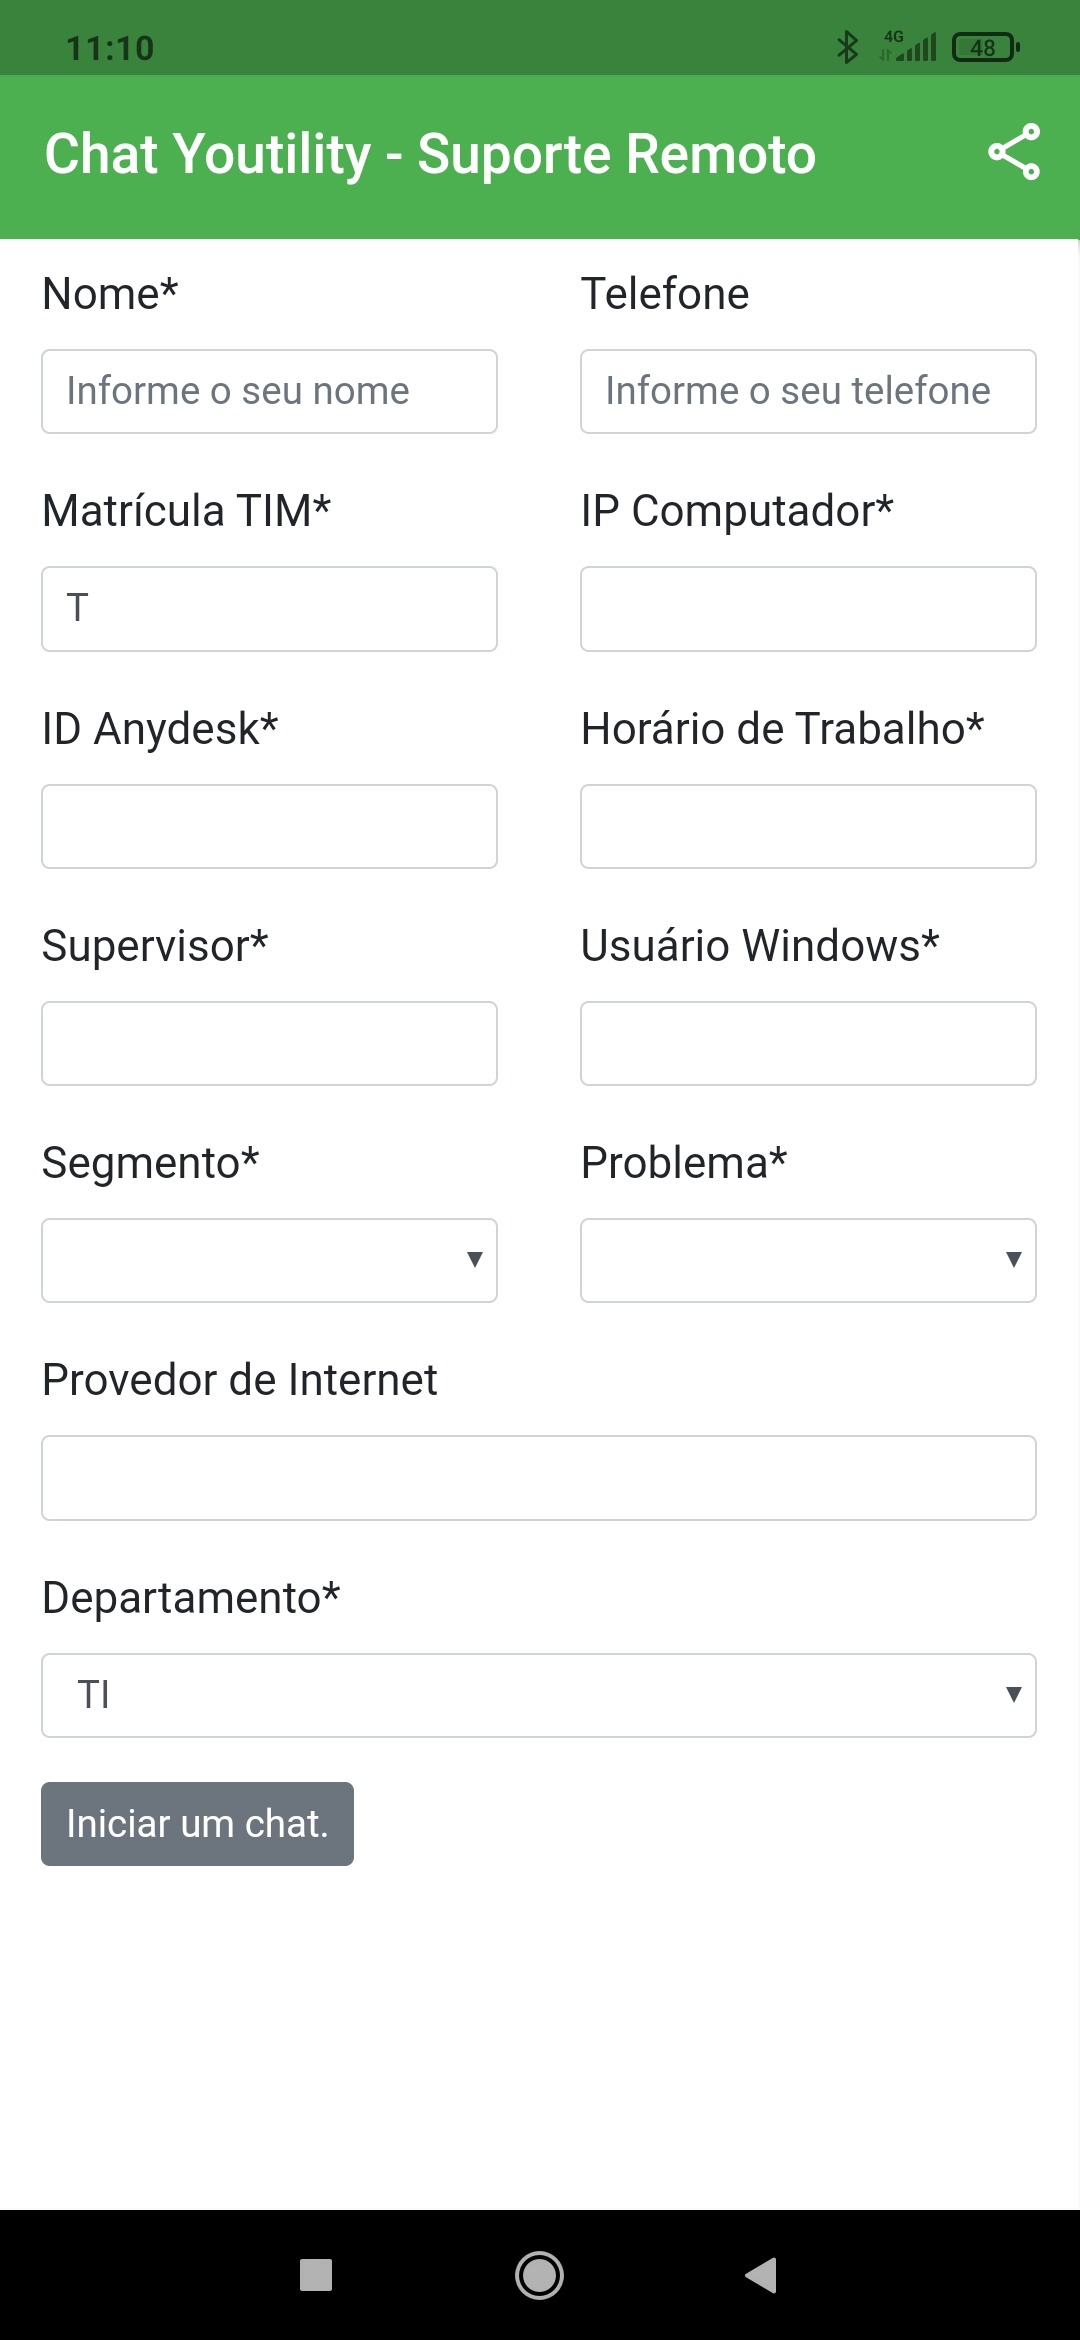 11:10
4G
48
Chat Youtility - Suporte Remoto
Nome*
Telefone
Informe o seu nome
Informe o seu telefone
Matrícula TIM*
IP Computador*
T
ID Anydesk*
Horário de Trabalho*
Supervisor*
Usuário Windows*
Segmento*
Problema*
Provedor de Internet
Departamento*
TI
Iniciar um chat.